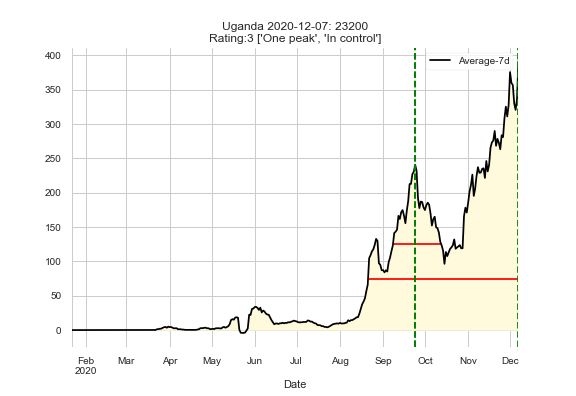 Uganda 2020-12-07: 23200
Rating:3 ['One peak', 'In control']
400
350
300
250
200
150
100
50
0
Average-7d
Feb Mar Apr May Jun Jul Aug Sep Oct Nov Dec
2020
Date